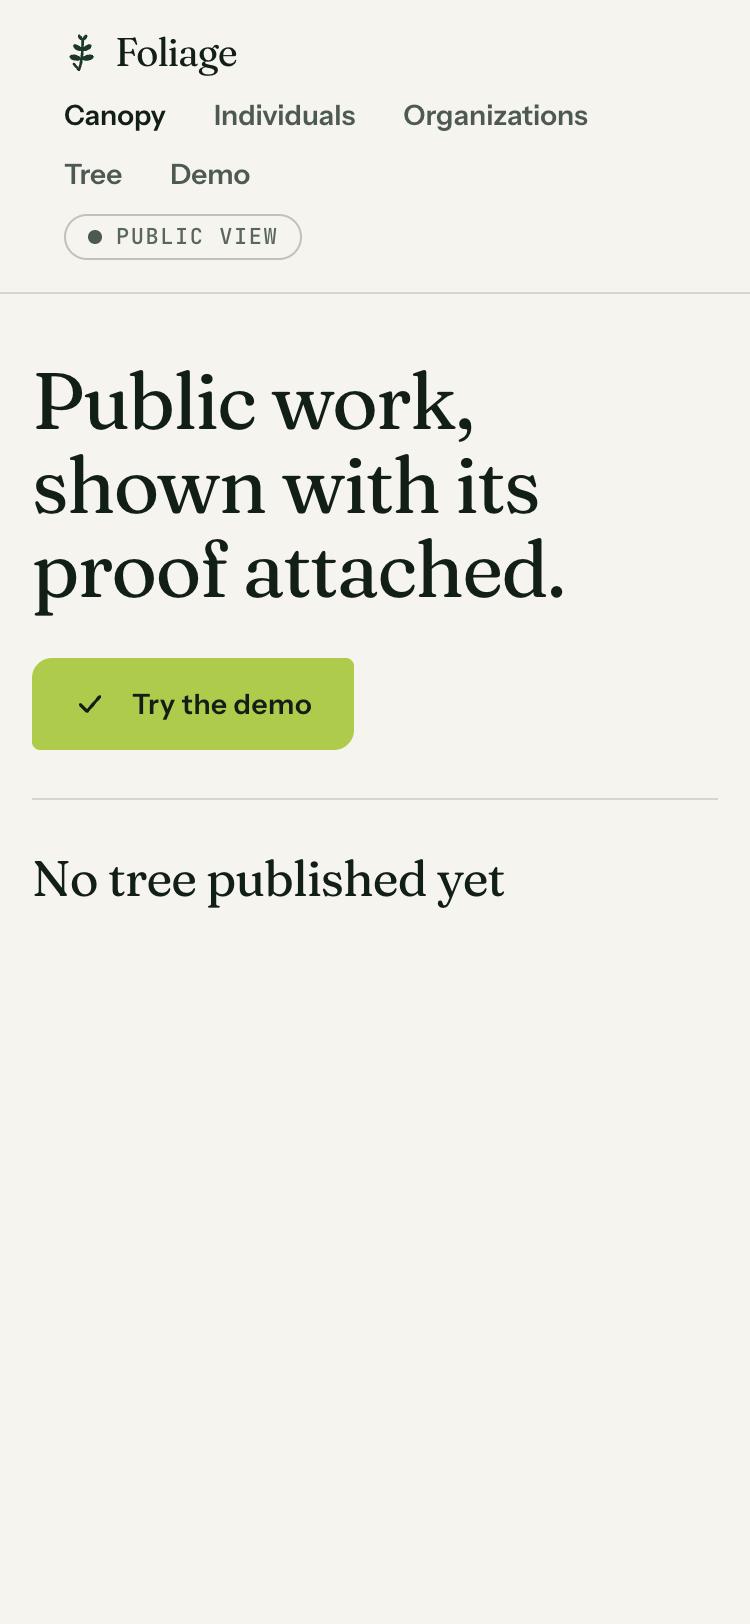 Foliage
Canopy Individuals Organizations
Tree Demo
PUBLIC VIEW
Public work,
shown with its
proof attached.
Try the demo
No tree published yet